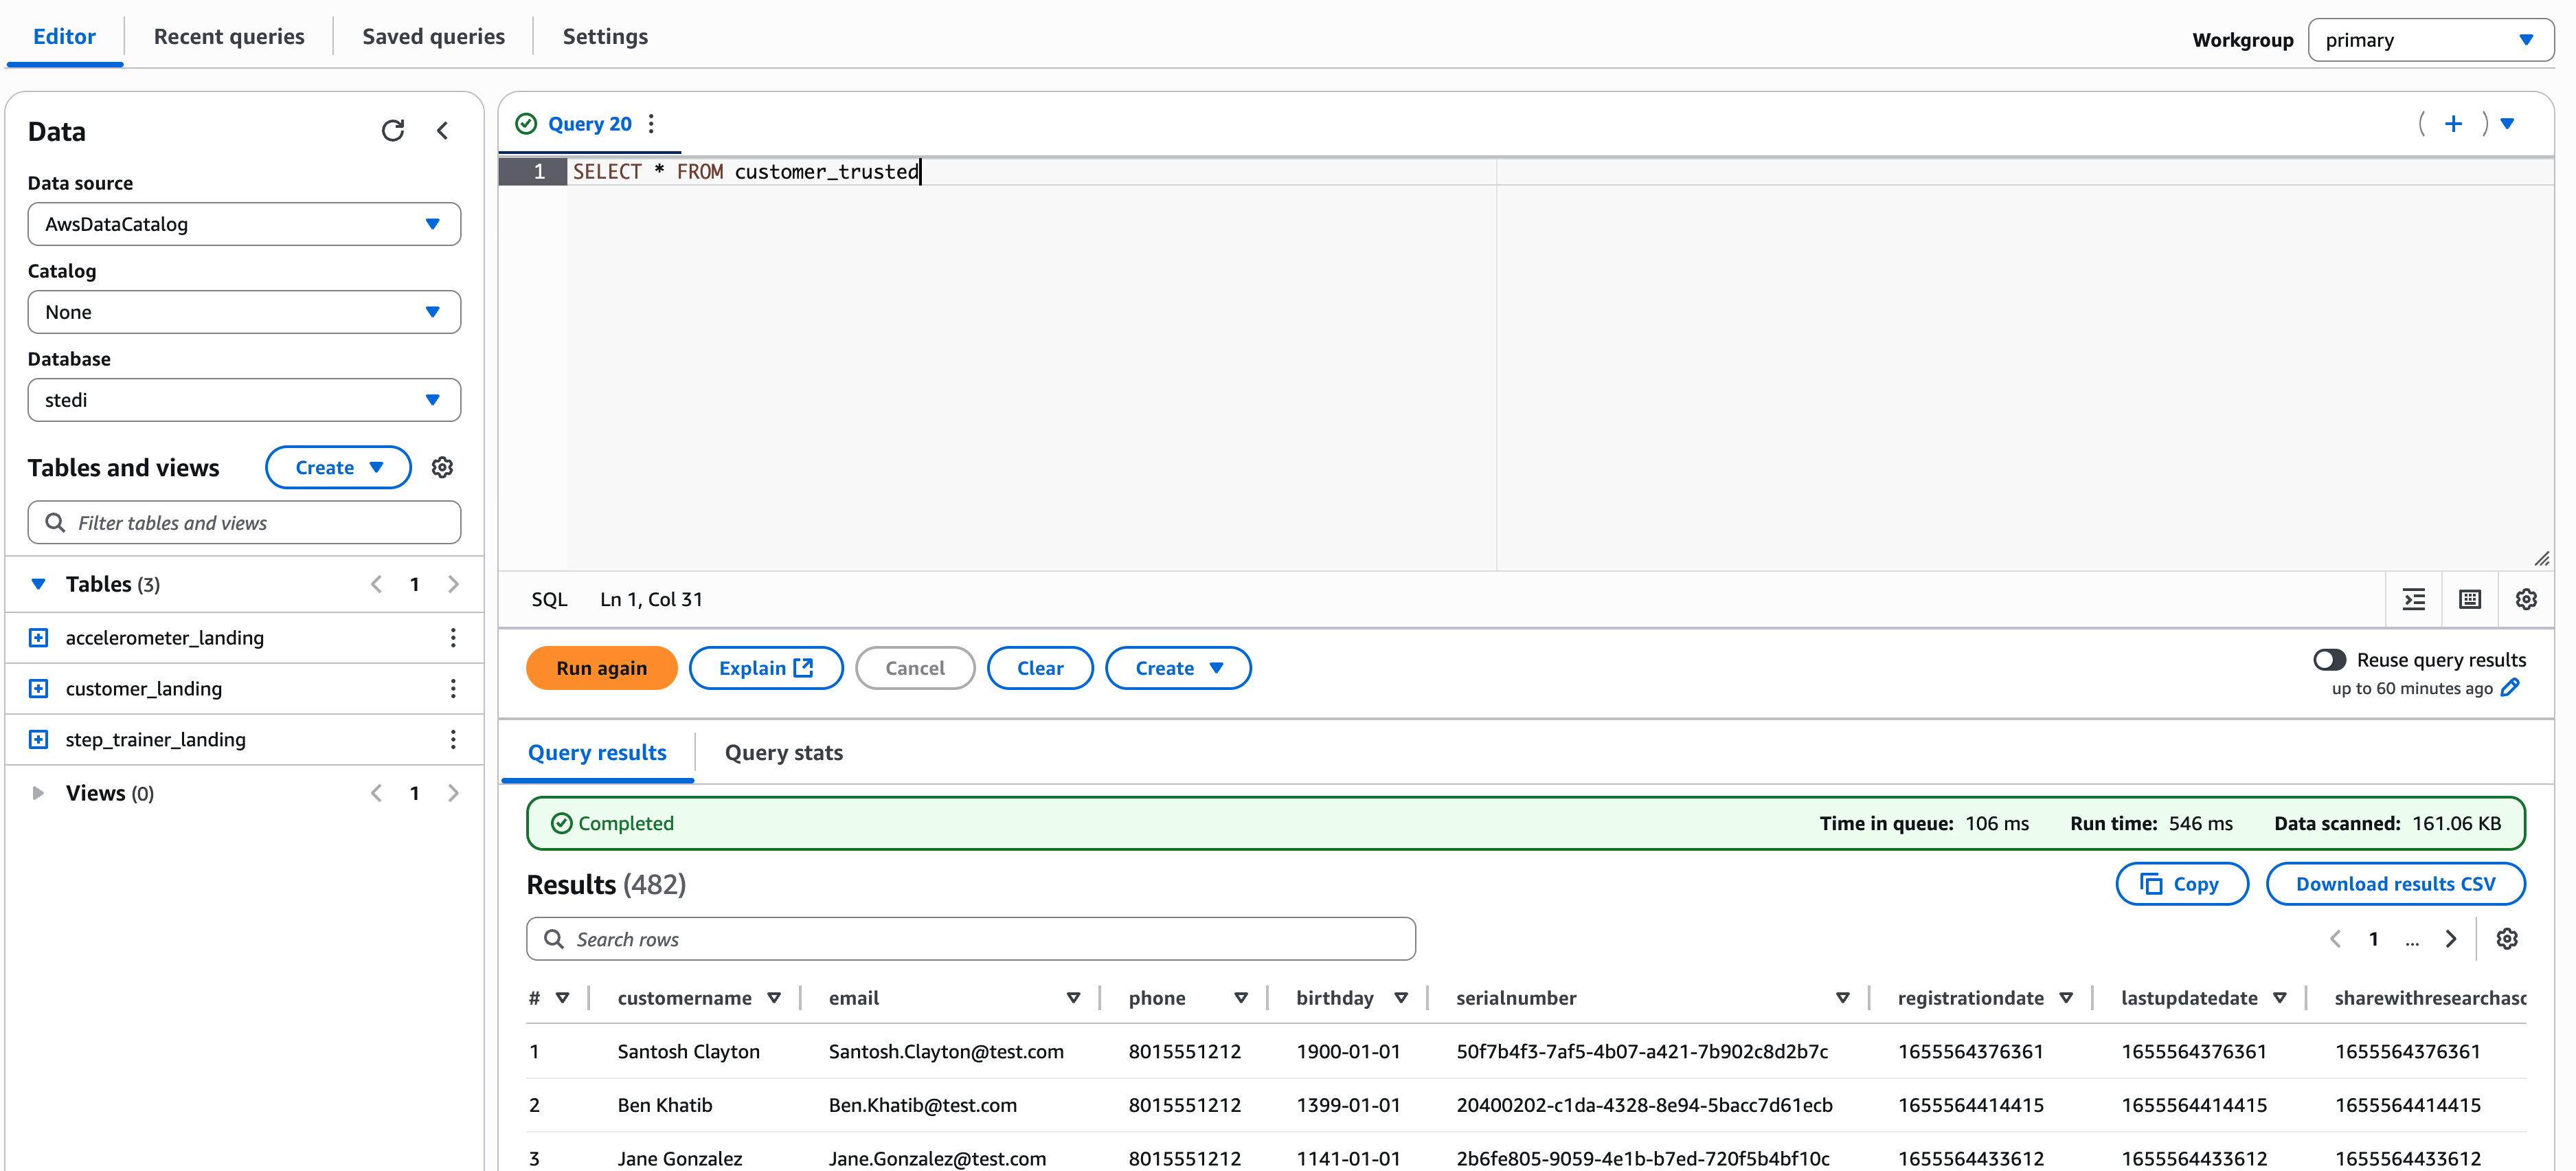 Editor Recent queries Saved queries Settings Workgroup primary
Data
Data source
AwsDataCatalog
Catalog
None
Database
stedi
Tables and views Create
Filter tables and views
Tables (3) 1
accelerometer_landing
customer_landing
step_trainer_landing
Views (0) 1
Query 20
1 SELECT * FROM customer_trusted
SQL Ln 1, Col 31
Run again Explain Cancel Clear Create Reuse query results
up to 60 minutes ago
Query results Query stats
Completed Time in queue: 106 ms Run time: 546 ms Data scanned: 161.06 KB
Results (482) Copy Download results CSV
Search rows 1 ...
# customername email phone birthday serialnumber registrationdate lastupdatedate sharewithresearchasc
1 Santosh Clayton Santosh.Clayton@test.com 8015551212 1900-01-01 50f7b4f3-7af5-4b07-a421-7b902c8d2b7c 1655564376361 1655564376361 1655564376361
2 Ben Khatib Ben.Khatib@test.com 8015551212 1399-01-01 20400202-c1da-4328-8e94-5bacc7d61ecb 1655564414415 1655564414415 1655564414415
3 Jane Gonzalez Jane.Gonzalez@test.com 8015551212 1141-01-01 2b6fe805-9059-4e1b-b7ed-720f5b4bf10c 1655564433612 1655564433612 1655564433612